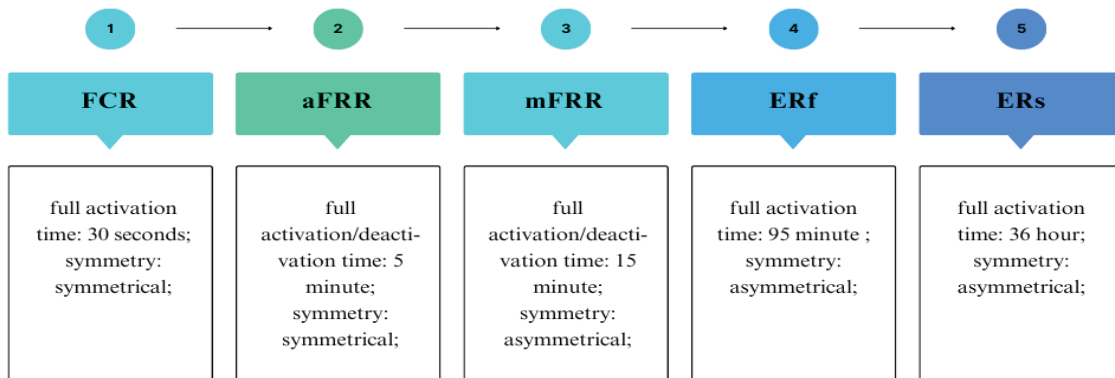 1
2
3
4
5
FCR
aFRR
mFRR
ERf
ERs
full activation
time: 30 seconds;
symmetry:
symmetrical;
full
activation/deacti-
vation time: 5
minute;
symmetry:
symmetrical;
full
activation/deacti-
vation time: 15
minute;
symmetry:
asymmetrical;
full activation
time: 95 minute ;
symmetry:
asymmetrical;
full activation
time: 36 hour;
symmetry:
asymmetrical;